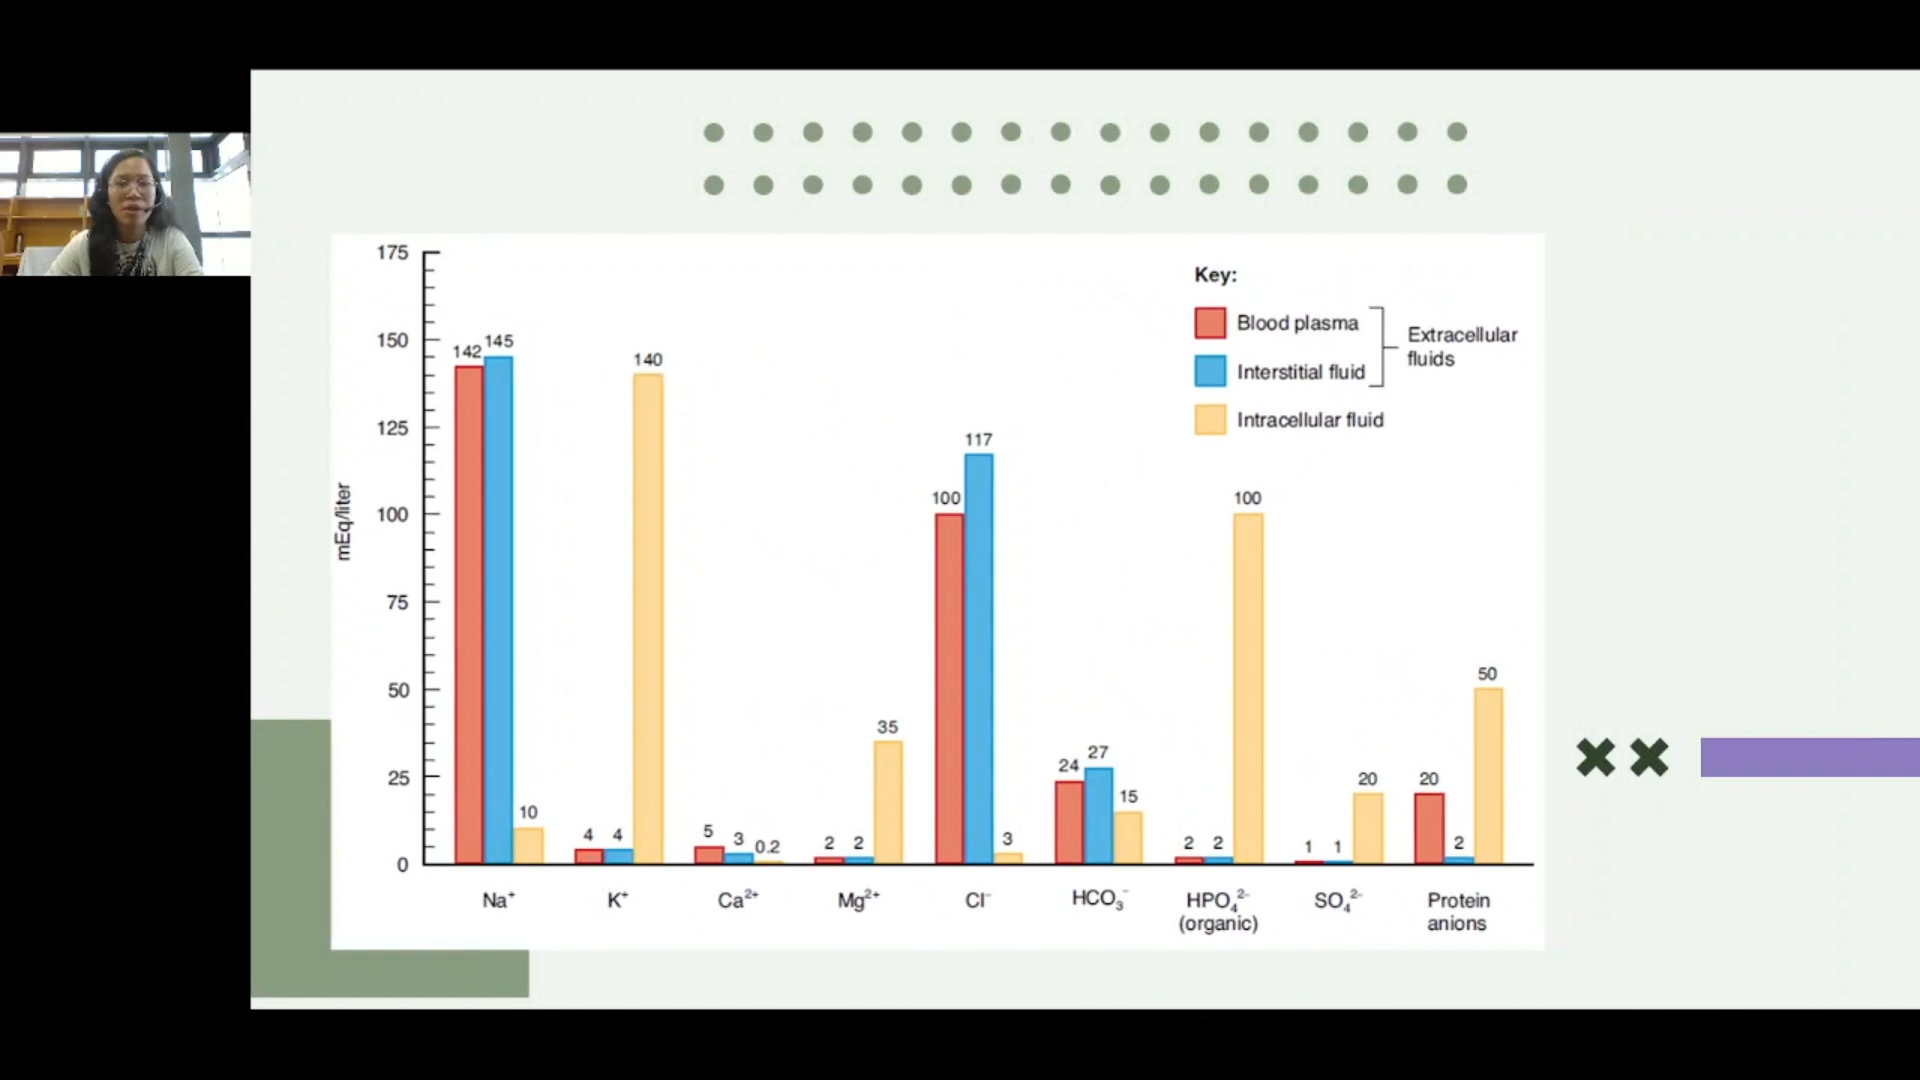 175
150
125
100
75
50
25
0
mEq/liter
Key:
Blood plasma
Interstitial fluid
Extracellular
fluids
Intracellular fluid
142 145 10
4 4 140
5 3 0.2
2 2 35
100 117 3
24 27 15
2 2 100
1 1 20
20 2 50
Na⁺
K⁺
Ca²⁺
Mg²⁺
Cl⁻
HCO₃⁻
HPO₄²⁻
(organic)
SO₄²⁻
Protein
anions